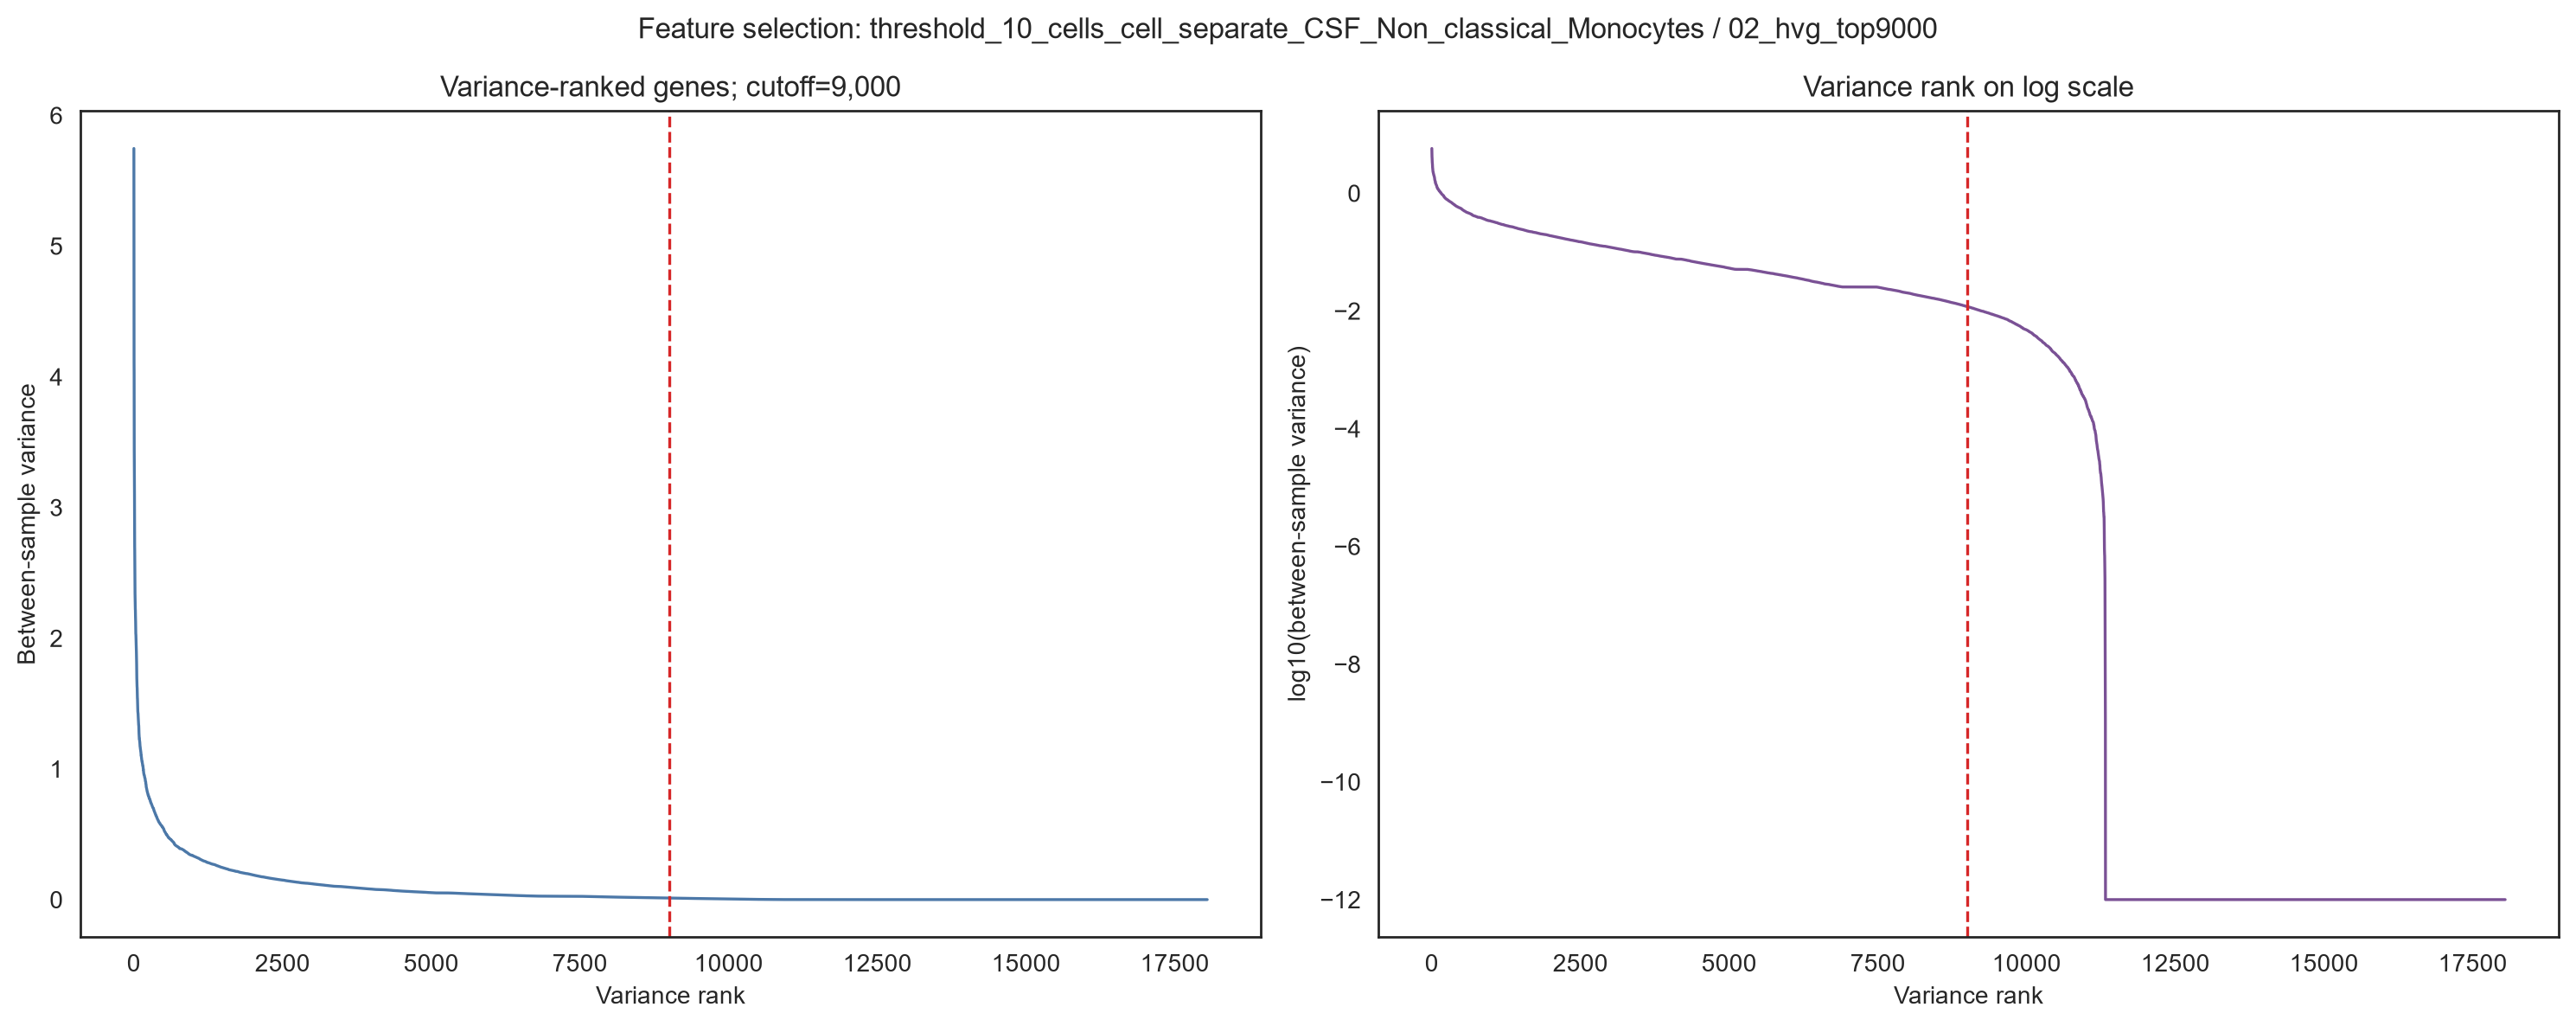 Feature selection: threshold_10_cells_cell_separate_CSF_Non_classical_Monocytes / 02_hvg_top9000
Variance-ranked genes; cutoff=9,000
6
5
4
3
2
1
0
Between-sample variance
0 2500 5000 7500 10000 12500 15000 17500
Variance rank
Variance rank on log scale
0
−2
−4
−6
−8
−10
−12
log10(between-sample variance)
0 2500 5000 7500 10000 12500 15000 17500
Variance rank